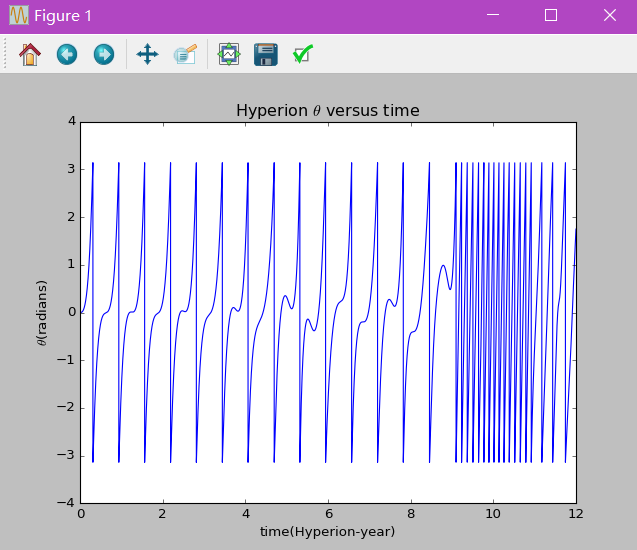 Figure 1
Hyperion θ versus time
4
3
2
1
0
−1
−2
−3
−4
θ(radians)
0 2 4 6 8 10 12
time(Hyperion-year)